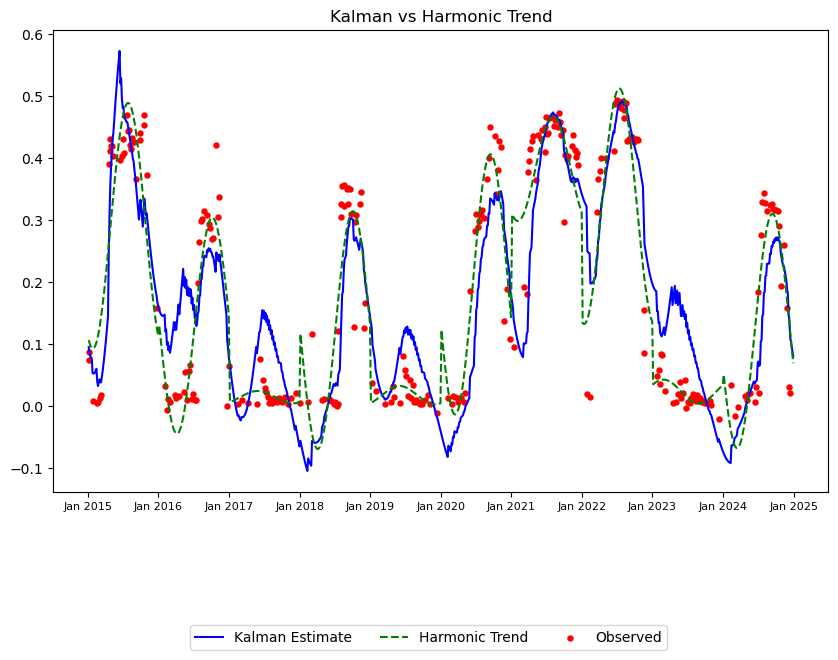 Kalman vs Harmonic Trend
0.6
0.5
0.4
0.3
0.2
0.1
0.0
−0.1
Jan 2015 Jan 2016 Jan 2017 Jan 2018 Jan 2019 Jan 2020 Jan 2021 Jan 2022 Jan 2023 Jan 2024 Jan 2025
Kalman Estimate Harmonic Trend Observed